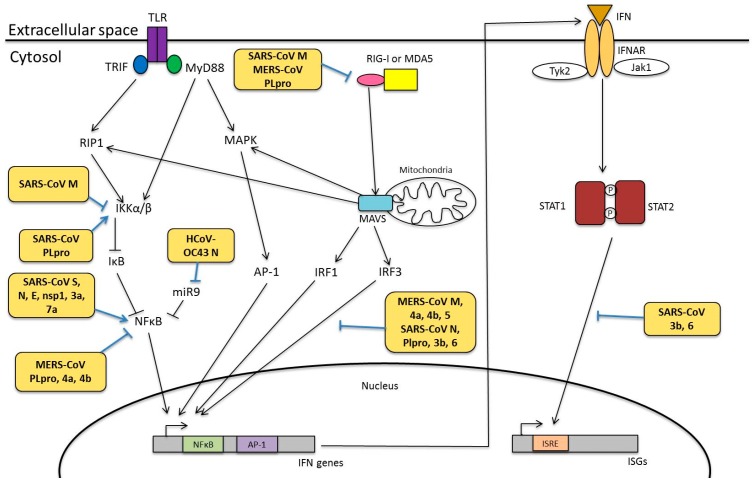 TLR
IFN
Extracellular space
Cytosol
TRIF
MyD88
SARS-CoV M
MERS-CoV
PLpro
RIG-I or MDA5
IFNAR
Tyk2
Jak1
RIP1
MAPK
Mitochondria
SARS-CoV M
IKKα/β
MAVS
STAT1
P
P
STAT2
SARS-CoV
PLpro
HCoV-
OC43 N
IκB
AP-1
IRF1
IRF3
SARS-CoV S,
N, E, nsp1, 3a,
7a
miR9
NFκB
MERS-CoV M,
4a, 4b, 5
SARS-CoV N,
Plpro, 3b, 6
SARS-CoV
3b, 6
MERS-CoV
PLpro, 4a, 4b
Nucleus
NFκB
AP-1
IFN genes
ISRE
ISGs